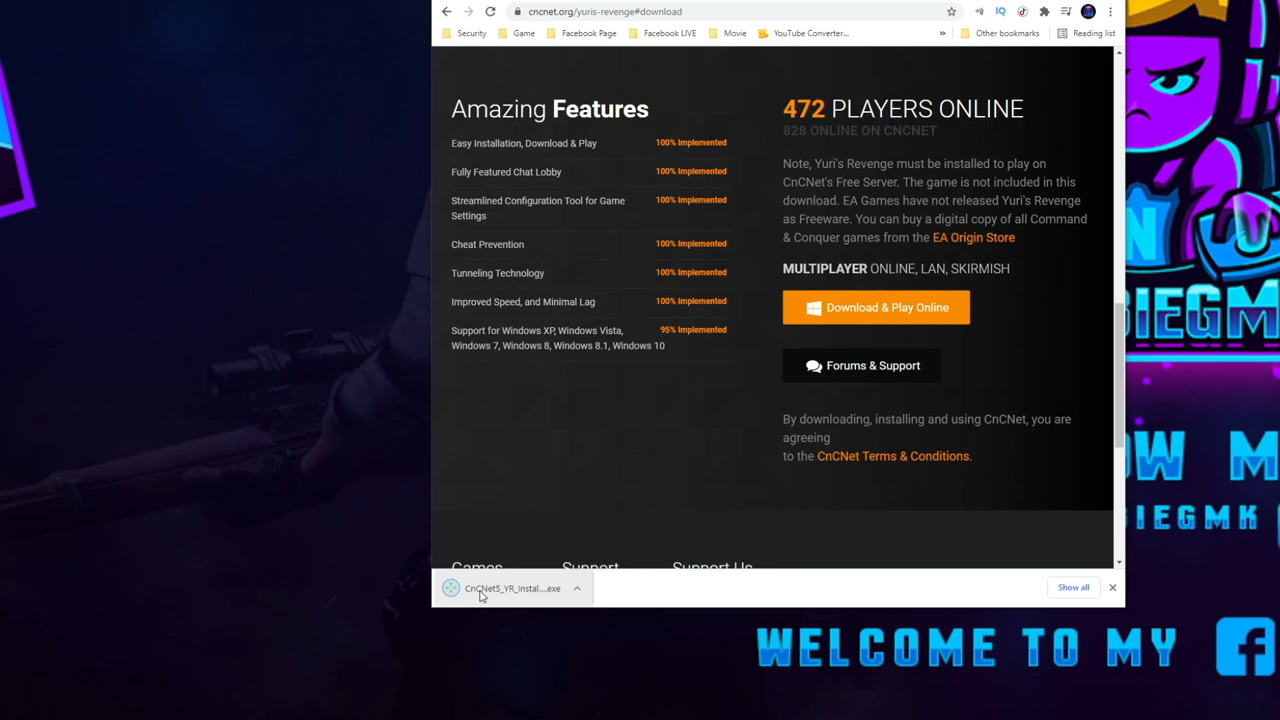 cncnet.org/yuris-revenge#download
Security Game Facebook Page Facebook LIVE Movie YouTube Converter... » Other bookmarks Reading list
Amazing Features
Easy Installation, Download & Play 100% Implemented
Fully Featured Chat Lobby 100% Implemented
Streamlined Configuration Tool for Game 100% Implemented
Settings
Cheat Prevention 100% Implemented
Tunneling Technology 100% Implemented
Improved Speed, and Minimal Lag 100% Implemented
Support for Windows XP, Windows Vista, 95% Implemented
Windows 7, Windows 8, Windows 8.1, Windows 10
472 PLAYERS ONLINE
828 ONLINE ON CNCNET
Note, Yuri's Revenge must be installed to play on
CnCNet's Free Server. The game is not included in this
download. EA Games have not released Yuri's Revenge
as Freeware. You can buy a digital copy of all Command
& Conquer games from the EA Origin Store
MULTIPLAYER ONLINE, LAN, SKIRMISH
Download & Play Online
Forums & Support
By downloading, installing and using CnCNet, you are
agreeing
to the CnCNet Terms & Conditions.
Games Support Support Us
CnCNet5_YR_Instal....exe
Show all
IQ
BIEGMK
OW M
BIEGMK
WELCOME TO MY f